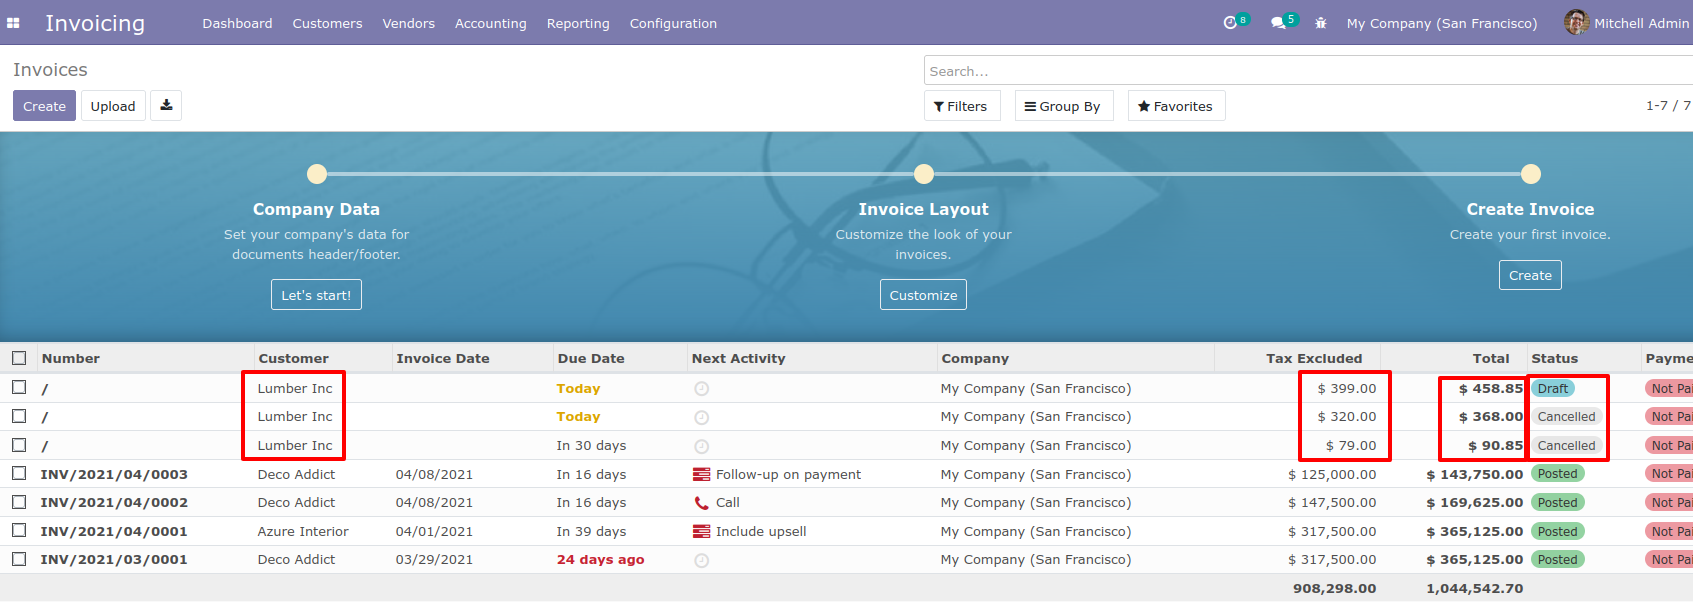 Invoicing Dashboard Customers Vendors Accounting Reporting Configuration 8 5 My Company (San Francisco) Mitchell Admin
Invoices
Search...
Create Upload Filters Group By Favorites 1-7 / 7
Company Data Invoice Layout Create Invoice
Set your company's data for Customize the look of your Create your first invoice.
documents header/footer. invoices.
Let's start! Customize Create
Number Customer Invoice Date Due Date Next Activity Company Tax Excluded Total Status Payme
/ Lumber Inc Today My Company (San Francisco) $ 399.00 $ 458.85 Draft Not Pai
/ Lumber Inc Today My Company (San Francisco) $ 320.00 $ 368.00 Cancelled Not Pai
/ Lumber Inc In 30 days My Company (San Francisco) $ 79.00 $ 90.85 Cancelled Not Pai
INV/2021/04/0003 Deco Addict 04/08/2021 In 16 days Follow-up on payment My Company (San Francisco) $ 125,000.00 $ 143,750.00 Posted Not Pai
INV/2021/04/0002 Deco Addict 04/08/2021 In 16 days Call My Company (San Francisco) $ 147,500.00 $ 169,625.00 Posted Not Pai
INV/2021/04/0001 Azure Interior 04/01/2021 In 39 days Include upsell My Company (San Francisco) $ 317,500.00 $ 365,125.00 Posted Not Pai
INV/2021/03/0001 Deco Addict 03/29/2021 24 days ago My Company (San Francisco) $ 317,500.00 $ 365,125.00 Posted Not Pai
908,298.00 1,044,542.70